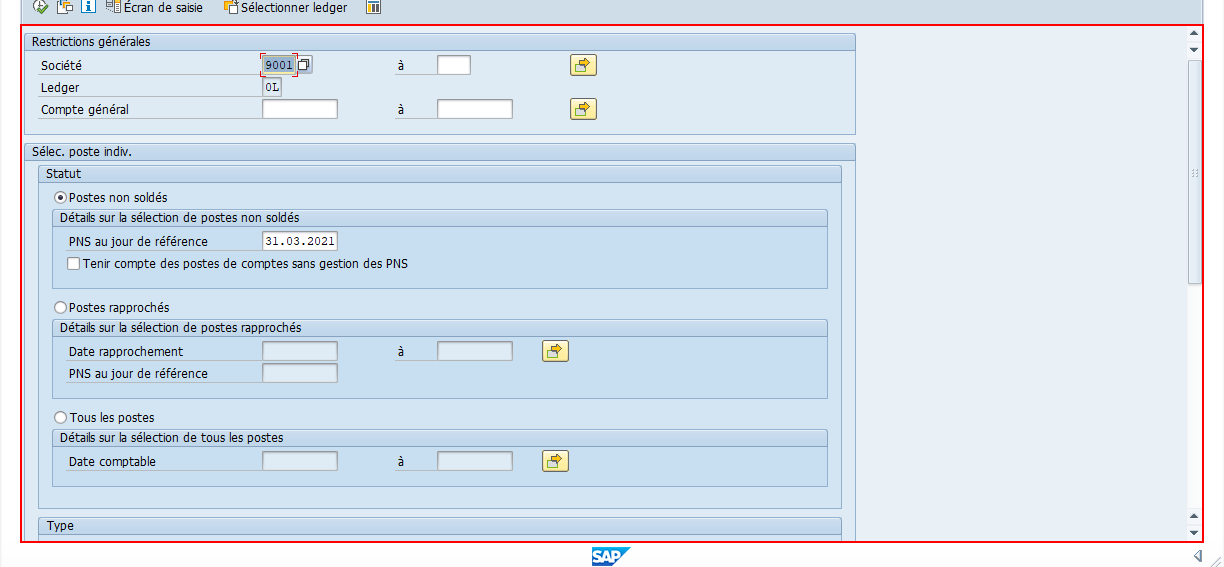 Écran de saisie Sélectionner ledger
Restrictions générales
Société 9001 à
Ledger 0L
Compte général à
Sélec. poste indiv.
Statut
Postes non soldés
Détails sur la sélection de postes non soldés
PNS au jour de référence 31.03.2021
Tenir compte des postes de comptes sans gestion des PNS
Postes rapprochés
Détails sur la sélection de postes rapprochés
Date rapprochement à
PNS au jour de référence
Tous les postes
Détails sur la sélection de tous les postes
Date comptable à
Type
SAP